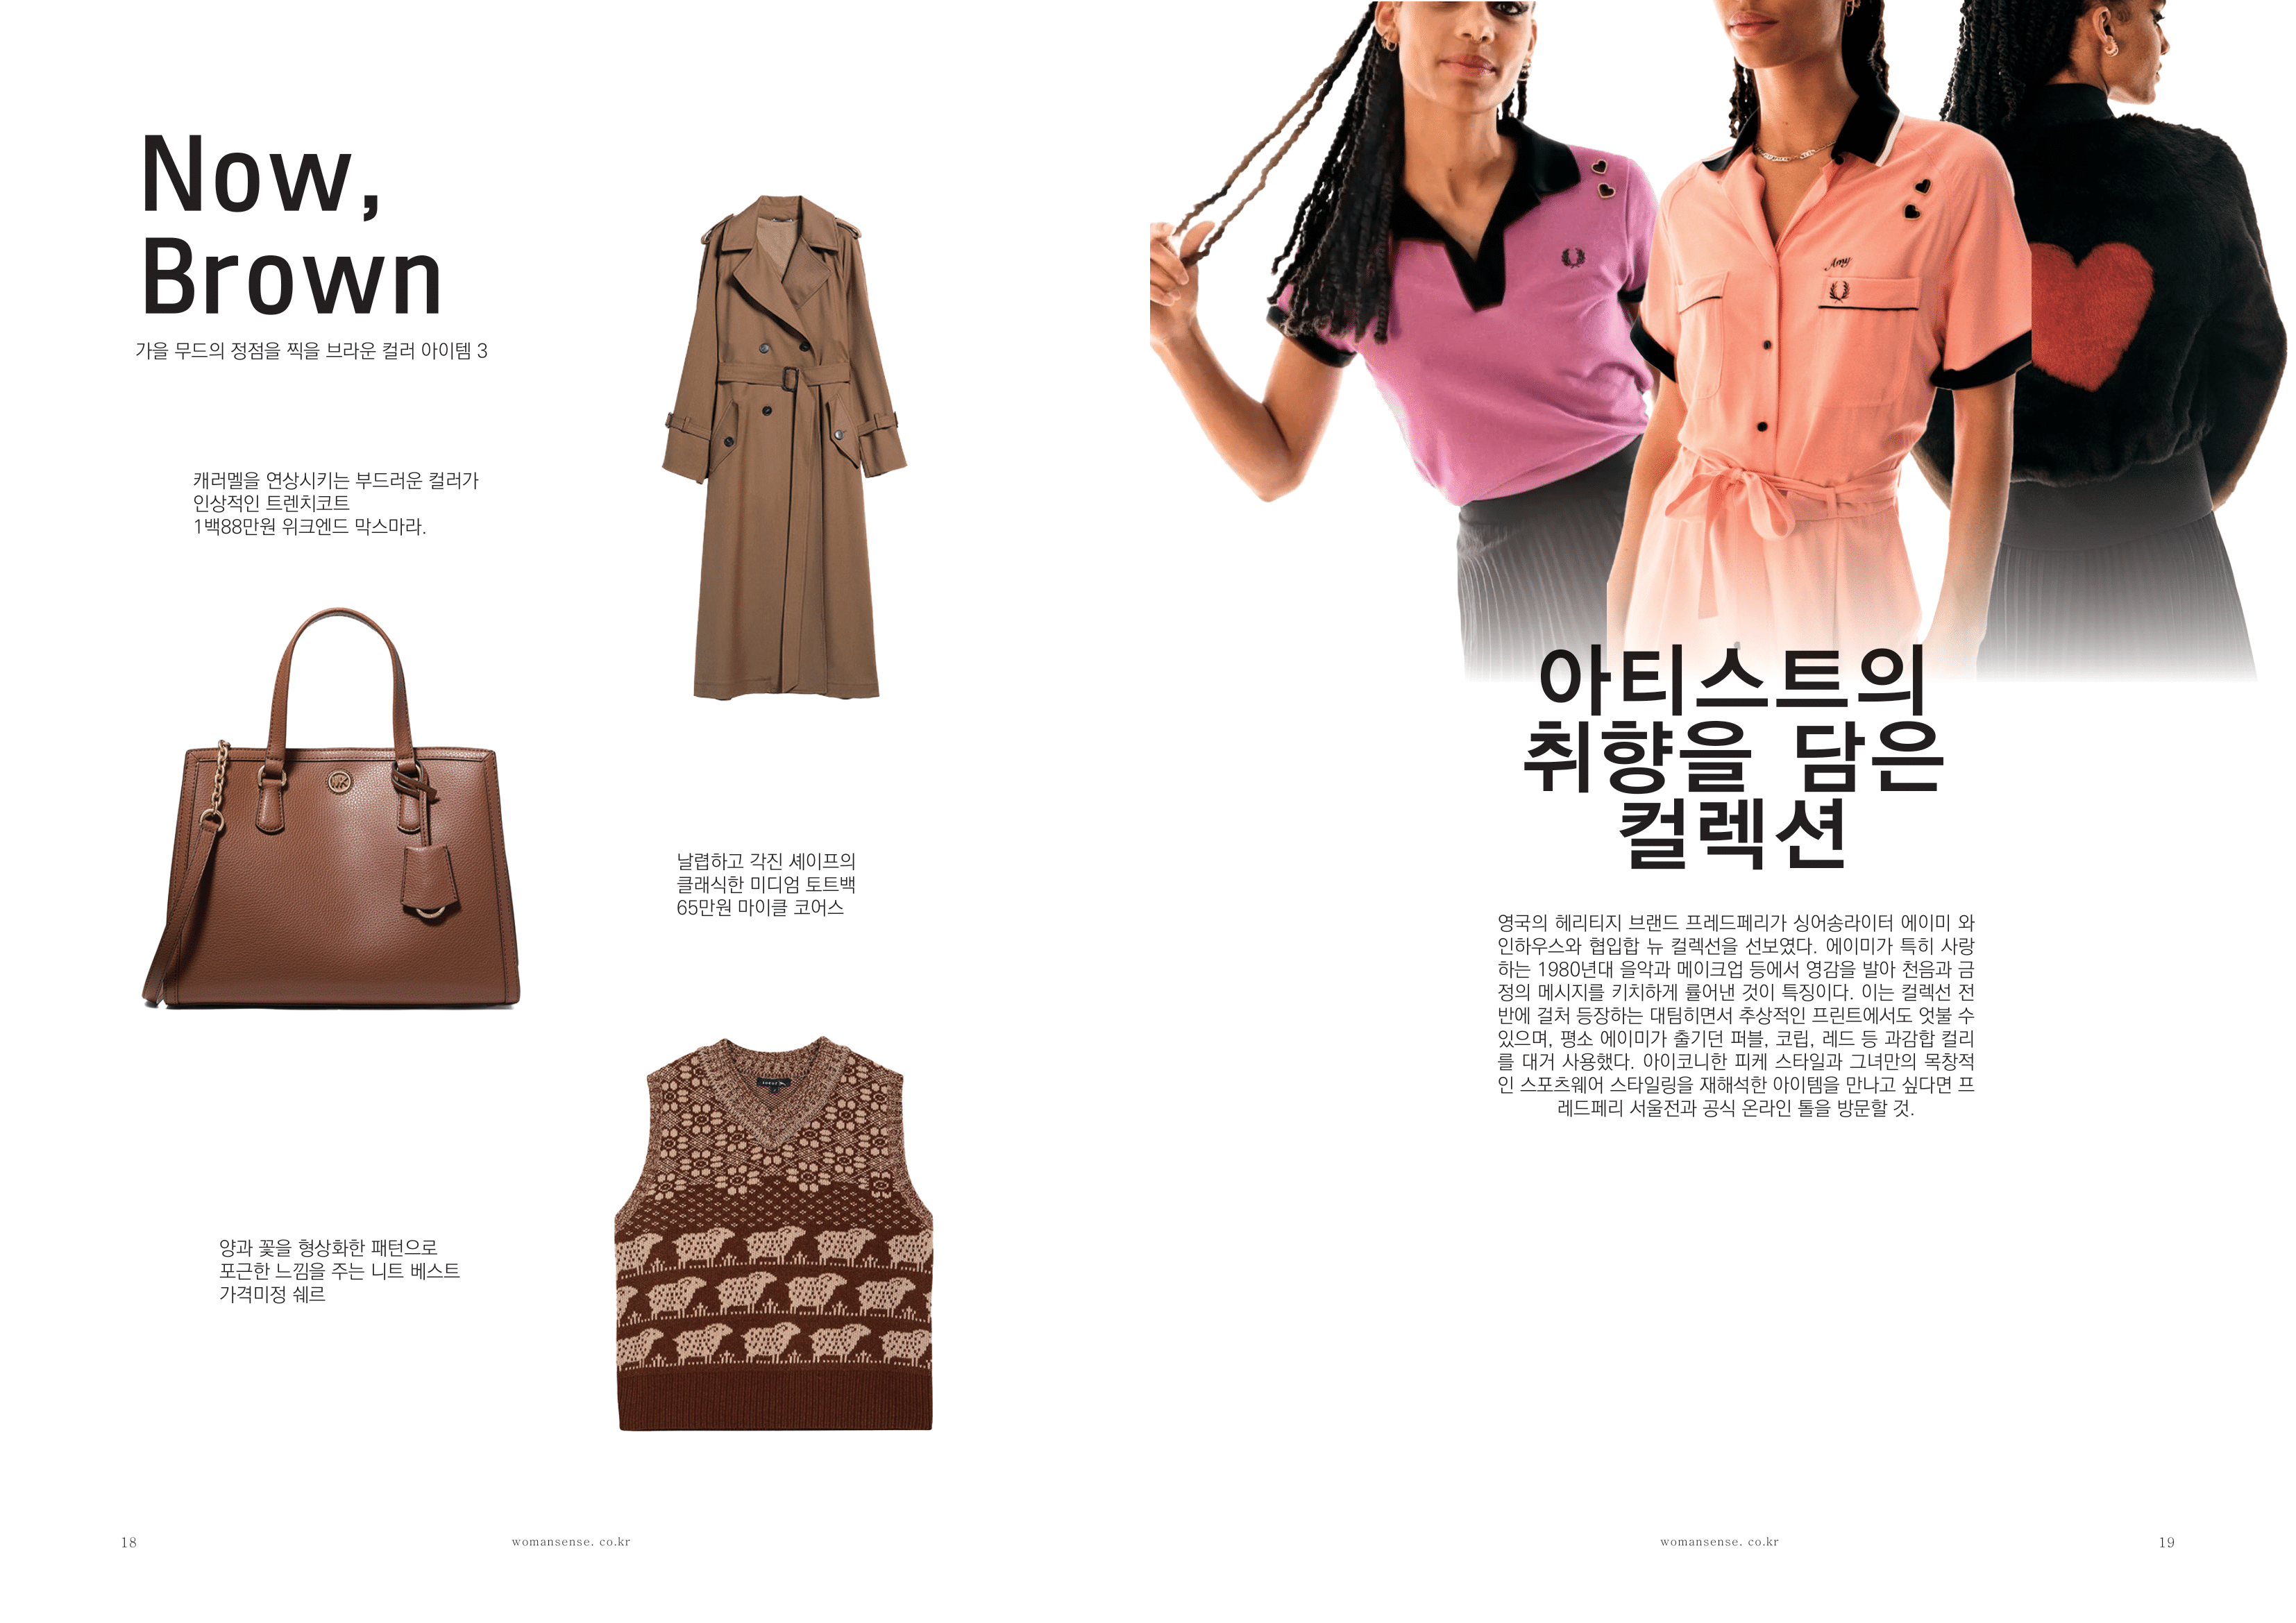 Now,
Brown
가을 무드의 정점을 찍을 브라운 컬러 아이템 3
캐러멜을 연상시키는 부드러운 컬러가
인상적인 트렌치코트
1백88만원 위크엔드 막스마라.
MK
날렵하고 각진 셰이프의
클래식한 미디엄 토트백
65만원 마이클 코어스
양과 꽃을 형상화한 패턴으로
포근한 느낌을 주는 니트 베스트
가격미정 쉐르
18
womansense. co.kr
Amy
아티스트의
취향을 담은
컬렉션
영국의 헤리티지 브랜드 프레드페리가 싱어송라이터 에이미 와
인하우스와 협입합 뉴 컬렉선을 선보였다. 에이미가 특히 사랑
하는 1980년대 을악과 메이크업 등에서 영감을 발아 천음과 금
정의 메시지를 키치하게 률어낸 것이 특징이다. 이는 컬렉선 전
반에 걸처 등장하는 대팀히면서 추상적인 프린트에서도 엇불 수
있으며, 평소 에이미가 출기던 퍼블, 코립, 레드 등 과감합 컬리
를 대거 사용했다. 아이코니한 피케 스타일과 그녀만의 목창적
인 스포츠웨어 스타일링을 재해석한 아이템을 만나고 싶다면 프
레드페리 서울전과 공식 온라인 톨을 방문할 것.
womansense. co.kr
19